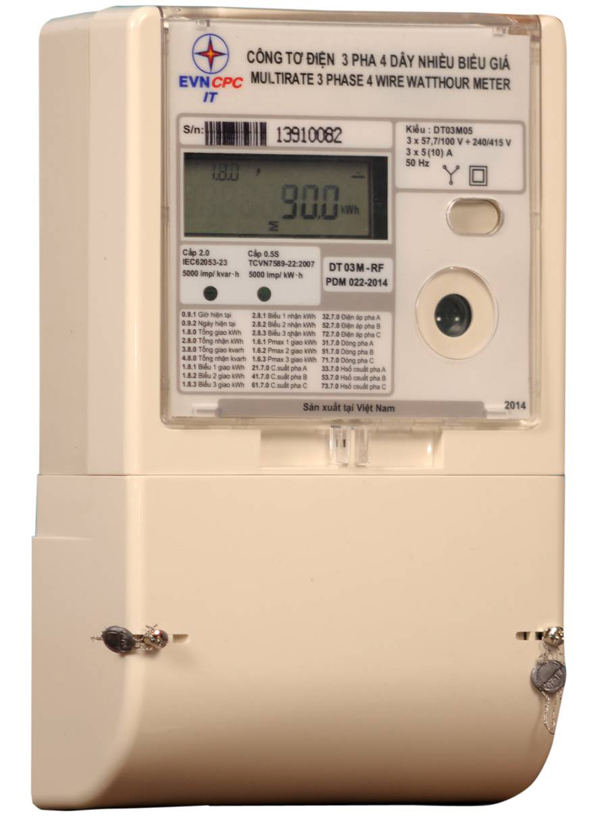 EVNCPC
IT
CÔNG TƠ ĐIỆN 3 PHA 4 DÂY NHIỀU BIỂU GIÁ
MULTIRATE 3 PHASE 4 WIRE WATTHOUR METER
S/n: 13910082
Kiểu : DT03M05
3 x 57,7/100 V ÷ 240/415 V
3 x 5 (10) A
50 Hz
1.8.0
90.0 kWh
M
Cấp 2.0
IEC62053-23
5000 imp/ kvar·h
Cấp 0.5S
TCVN7589-22:2007
5000 imp/ kW·h
DT 03M - RF
PDM 022-2014
0.9.1 Giờ hiện tại
0.9.2 Ngày hiện tại
1.8.0 Tổng giao kWh
2.8.0 Tổng nhận kWh
3.8.0 Tổng giao kvarh
4.8.0 Tổng nhận kvarh
1.8.1 Biểu 1 giao kWh
1.8.2 Biểu 2 giao kWh
1.8.3 Biểu 3 giao kWh
2.8.1 Biểu 1 nhận kWh
2.8.2 Biểu 2 nhận kWh
2.8.3 Biểu 3 nhận kWh
1.6.1 Pmax 1 giao kWh
1.6.2 Pmax 2 giao kWh
1.6.3 Pmax 3 giao kWh
21.7.0 C.suất pha A
41.7.0 C.suất pha B
61.7.0 C.suất pha C
32.7.0 Điện áp pha A
52.7.0 Điện áp pha B
72.7.0 Điện áp pha C
31.7.0 Dòng pha A
51.7.0 Dòng pha B
71.7.0 Dòng pha C
33.7.0 Hsố csuất pha A
53.7.0 Hsố csuất pha B
73.7.0 Hsố csuất pha C
Sản xuất tại Việt Nam
2014